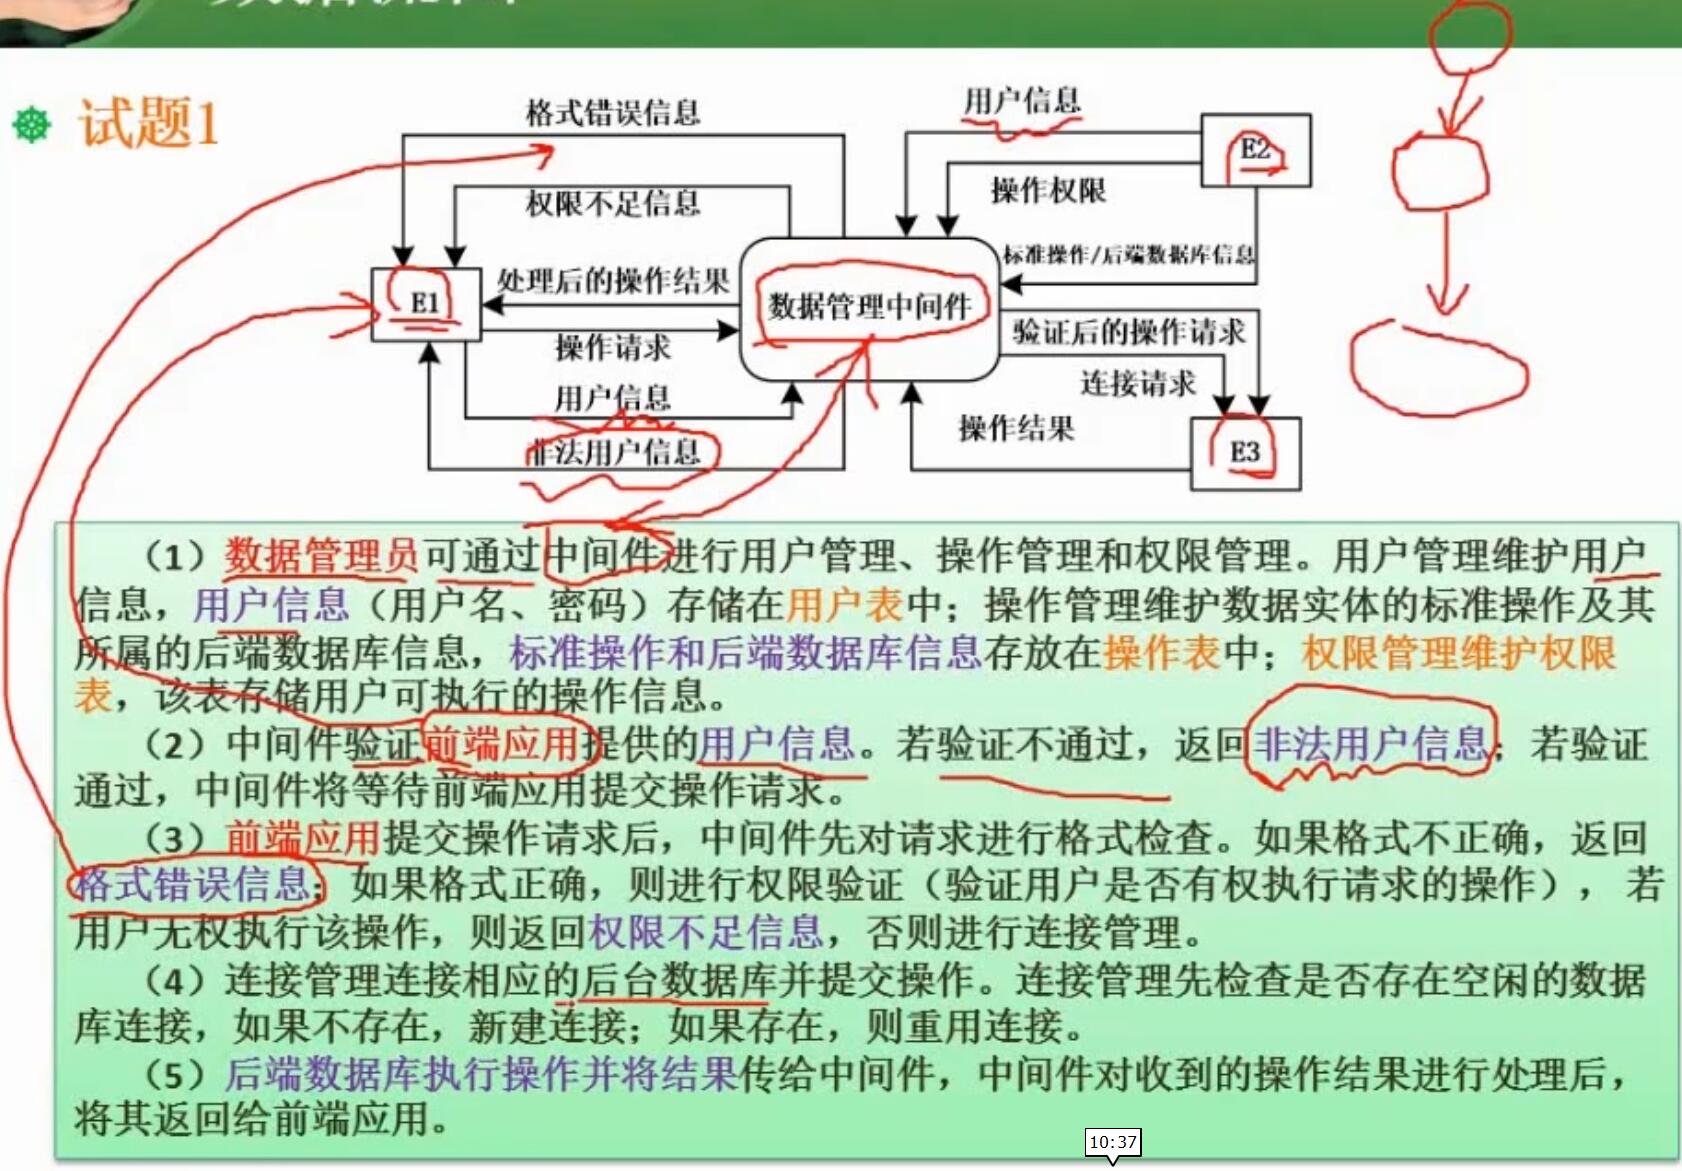 试题1
格式错误信息
用户信息
E2
权限不足信息
操作权限
标准操作/后端数据库信息
处理后的操作结果
E1
数据管理中间件
验证后的操作请求
操作请求
连接请求
用户信息
操作结果
非法用户信息
E3
（1）数据管理员可通过中间件进行用户管理、操作管理和权限管理。用户管理维护用户
信息，用户信息（用户名、密码）存储在用户表中；操作管理维护数据实体的标准操作及其
所属的后端数据库信息，标准操作和后端数据库信息存放在操作表中；权限管理维护权限
表，该表存储用户可执行的操作信息。
（2）中间件验证前端应用提供的用户信息。若验证不通过，返回非法用户信息；若验证
通过，中间件将等待前端应用提交操作请求。
（3）前端应用提交操作请求后，中间件先对请求进行格式检查。如果格式不正确，返回
格式错误信息；如果格式正确，则进行权限验证（验证用户是否有权执行请求的操作），若
用户无权执行该操作，则返回权限不足信息，否则进行连接管理。
（4）连接管理连接相应的后台数据库并提交操作。连接管理先检查是否存在空闲的数据
库连接，如果不存在，新建连接；如果存在，则重用连接。
（5）后端数据库执行操作并将结果传给中间件，中间件对收到的操作结果进行处理后，
将其返回给前端应用。
10:37